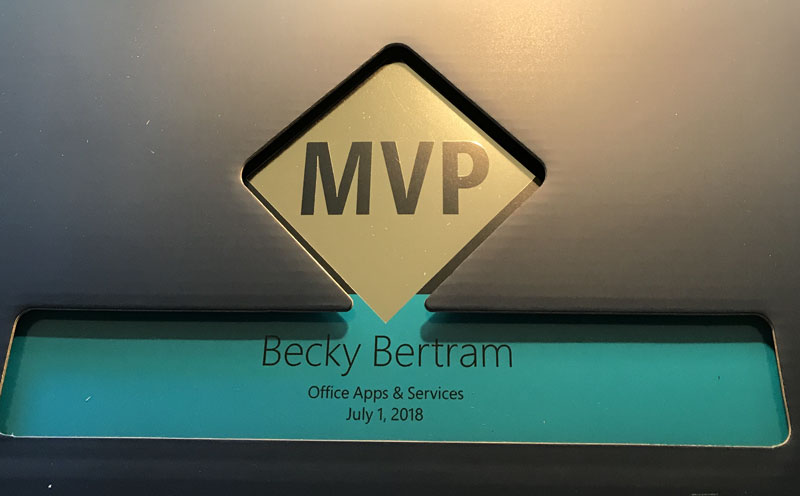 MVP
Becky Bertram
Office Apps & Services
July 1, 2018